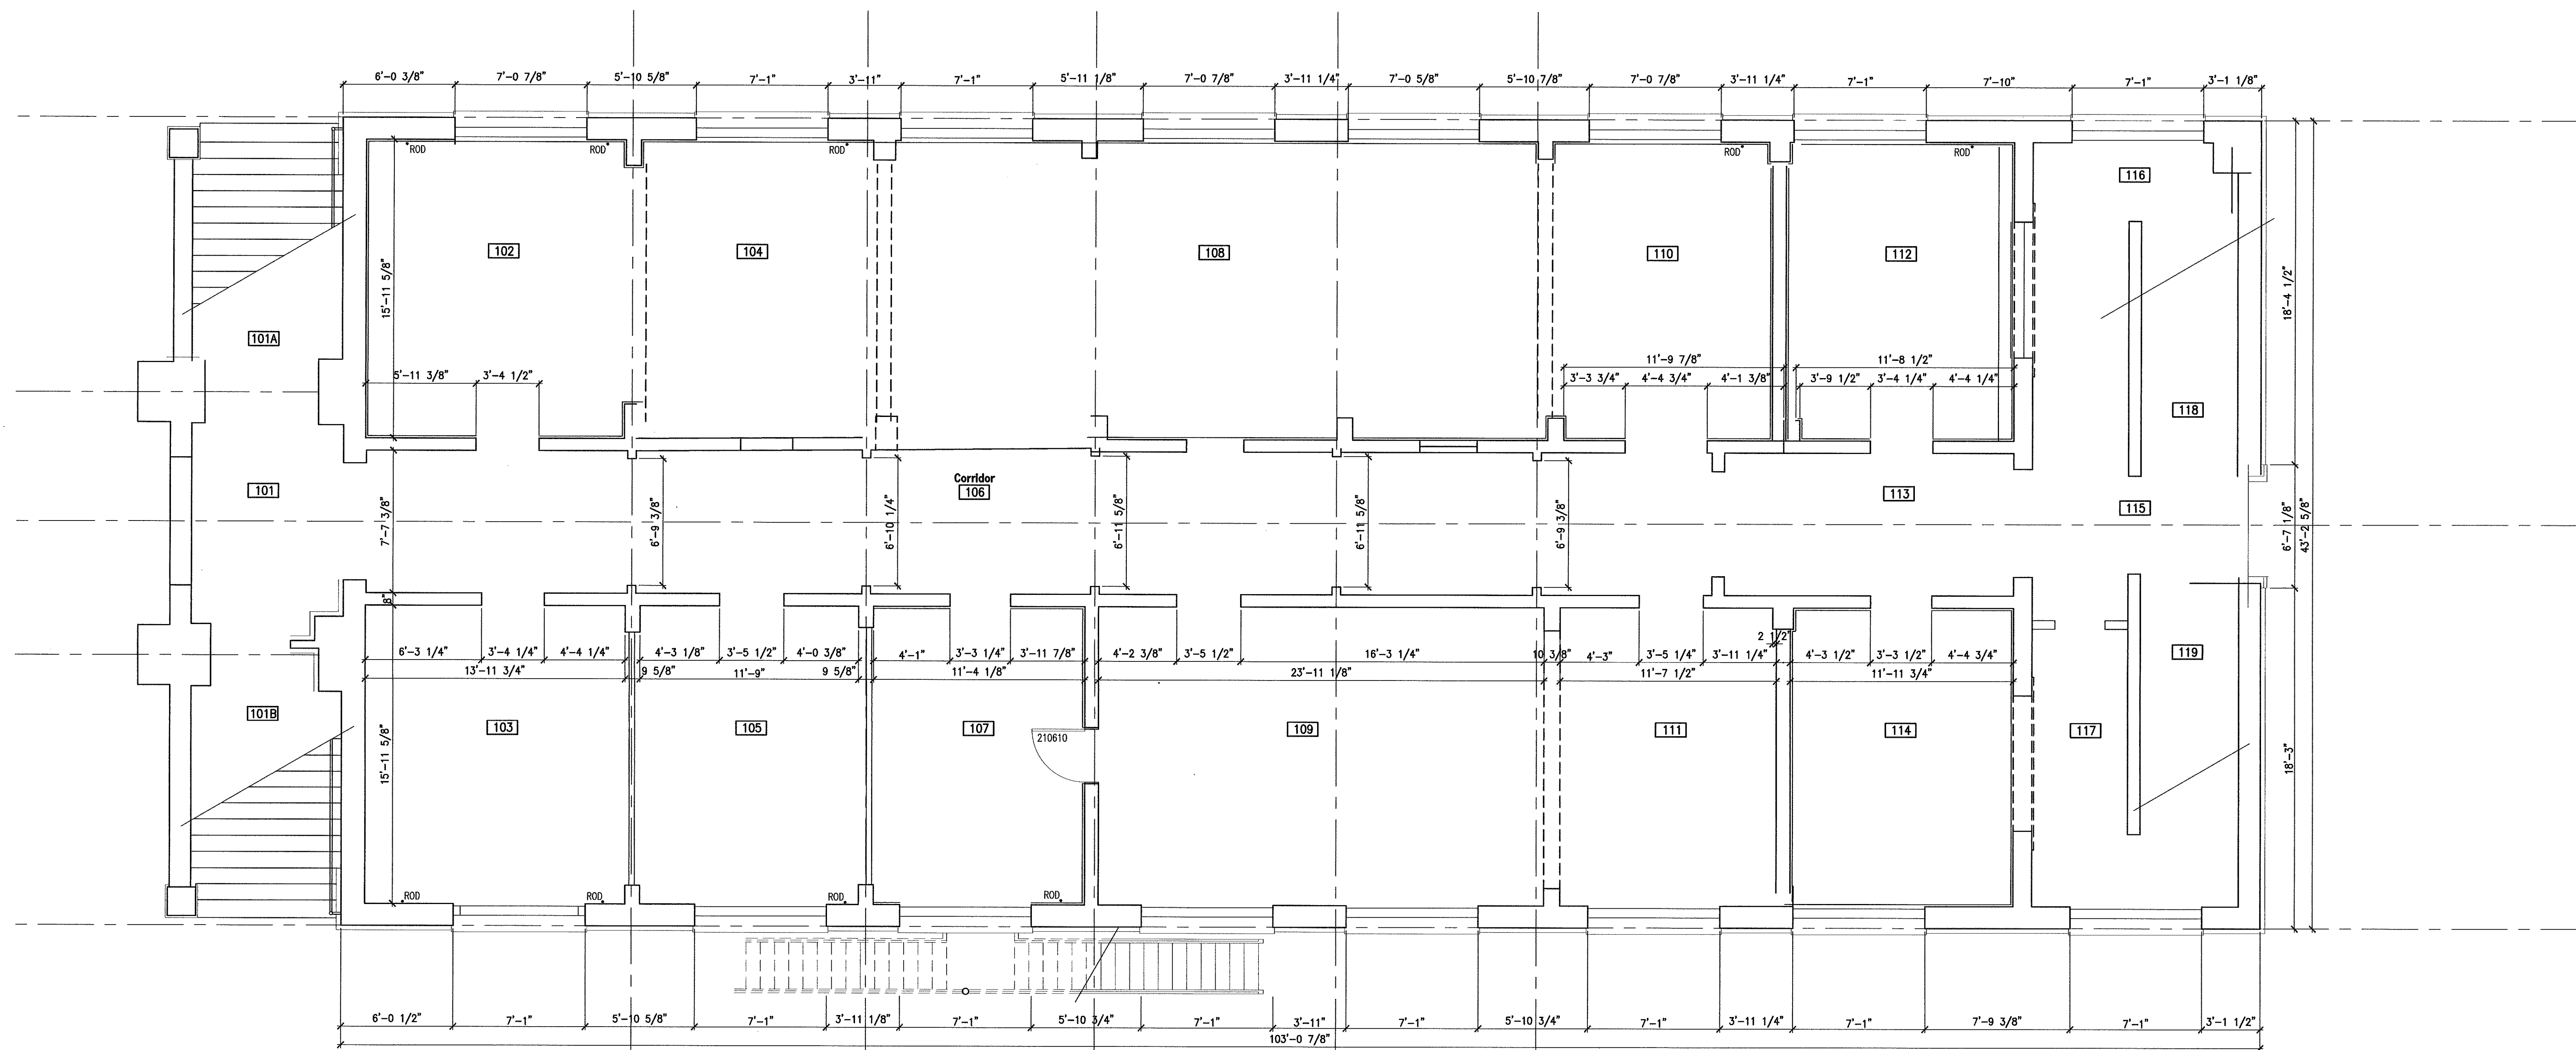 6'-0 3/8" 7'-0 7/8" 5'-10 5/8" 7'-1" 3'-11" 7'-1" 5'-11 1/8" 7'-0 7/8" 3'-11 1/4" 7'-0 5/8" 5'-10 7/8" 7'-0 7/8" 3'-11 1/4" 7'-1" 7'-10" 7'-1" 3'-1 1/8"
ROD ROD ROD ROD ROD
116
102 104 108 110 112
15'-11 5/8"
18'-4 1/2"
101A
11'-9 7/8" 11'-8 1/2"
5'-11 3/8" 3'-4 1/2" 3'-3 3/4" 4'-4 3/4" 4'-1 3/8" 3'-9 1/2" 3'-4 1/4" 4'-4 1/4"
118
Corridor
101 106 113
115
7'-7 3/8" 6'-9 3/8" 6'-10 1/4" 6'-11 5/8" 6'-11 5/8" 6'-9 3/8" 6'-7 1/8" 43'-2 5/8"
8"
2 1/2"
6'-3 1/4" 3'-4 1/4" 4'-4 1/4" 4'-3 1/8" 3'-5 1/2" 4'-0 3/8" 4'-1" 3'-3 1/4" 3'-11 7/8" 4'-2 3/8" 3'-5 1/2" 16'-3 1/4" 10 3/8" 4'-3" 3'-5 1/4" 3'-11 1/4" 4'-3 1/2" 3'-3 1/2" 4'-4 3/4"
119
13'-11 3/4" 9 5/8" 11'-9" 9 5/8" 11'-4 1/8" 23'-11 1/8" 11'-7 1/2" 11'-11 3/4"
101B
103 105 107 109 111 114 117
210610
15'-11 5/8"
18'-3"
ROD ROD ROD ROD
6'-0 1/2" 7'-1" 5'-10 5/8" 7'-1" 3'-11 1/8" 7'-1" 5'-10 3/4" 7'-1" 3'-11" 7'-1" 5'-10 3/4" 7'-1" 3'-11 1/4" 7'-1" 7'-9 3/8" 7'-1" 3'-1 1/2"
103'-0 7/8"